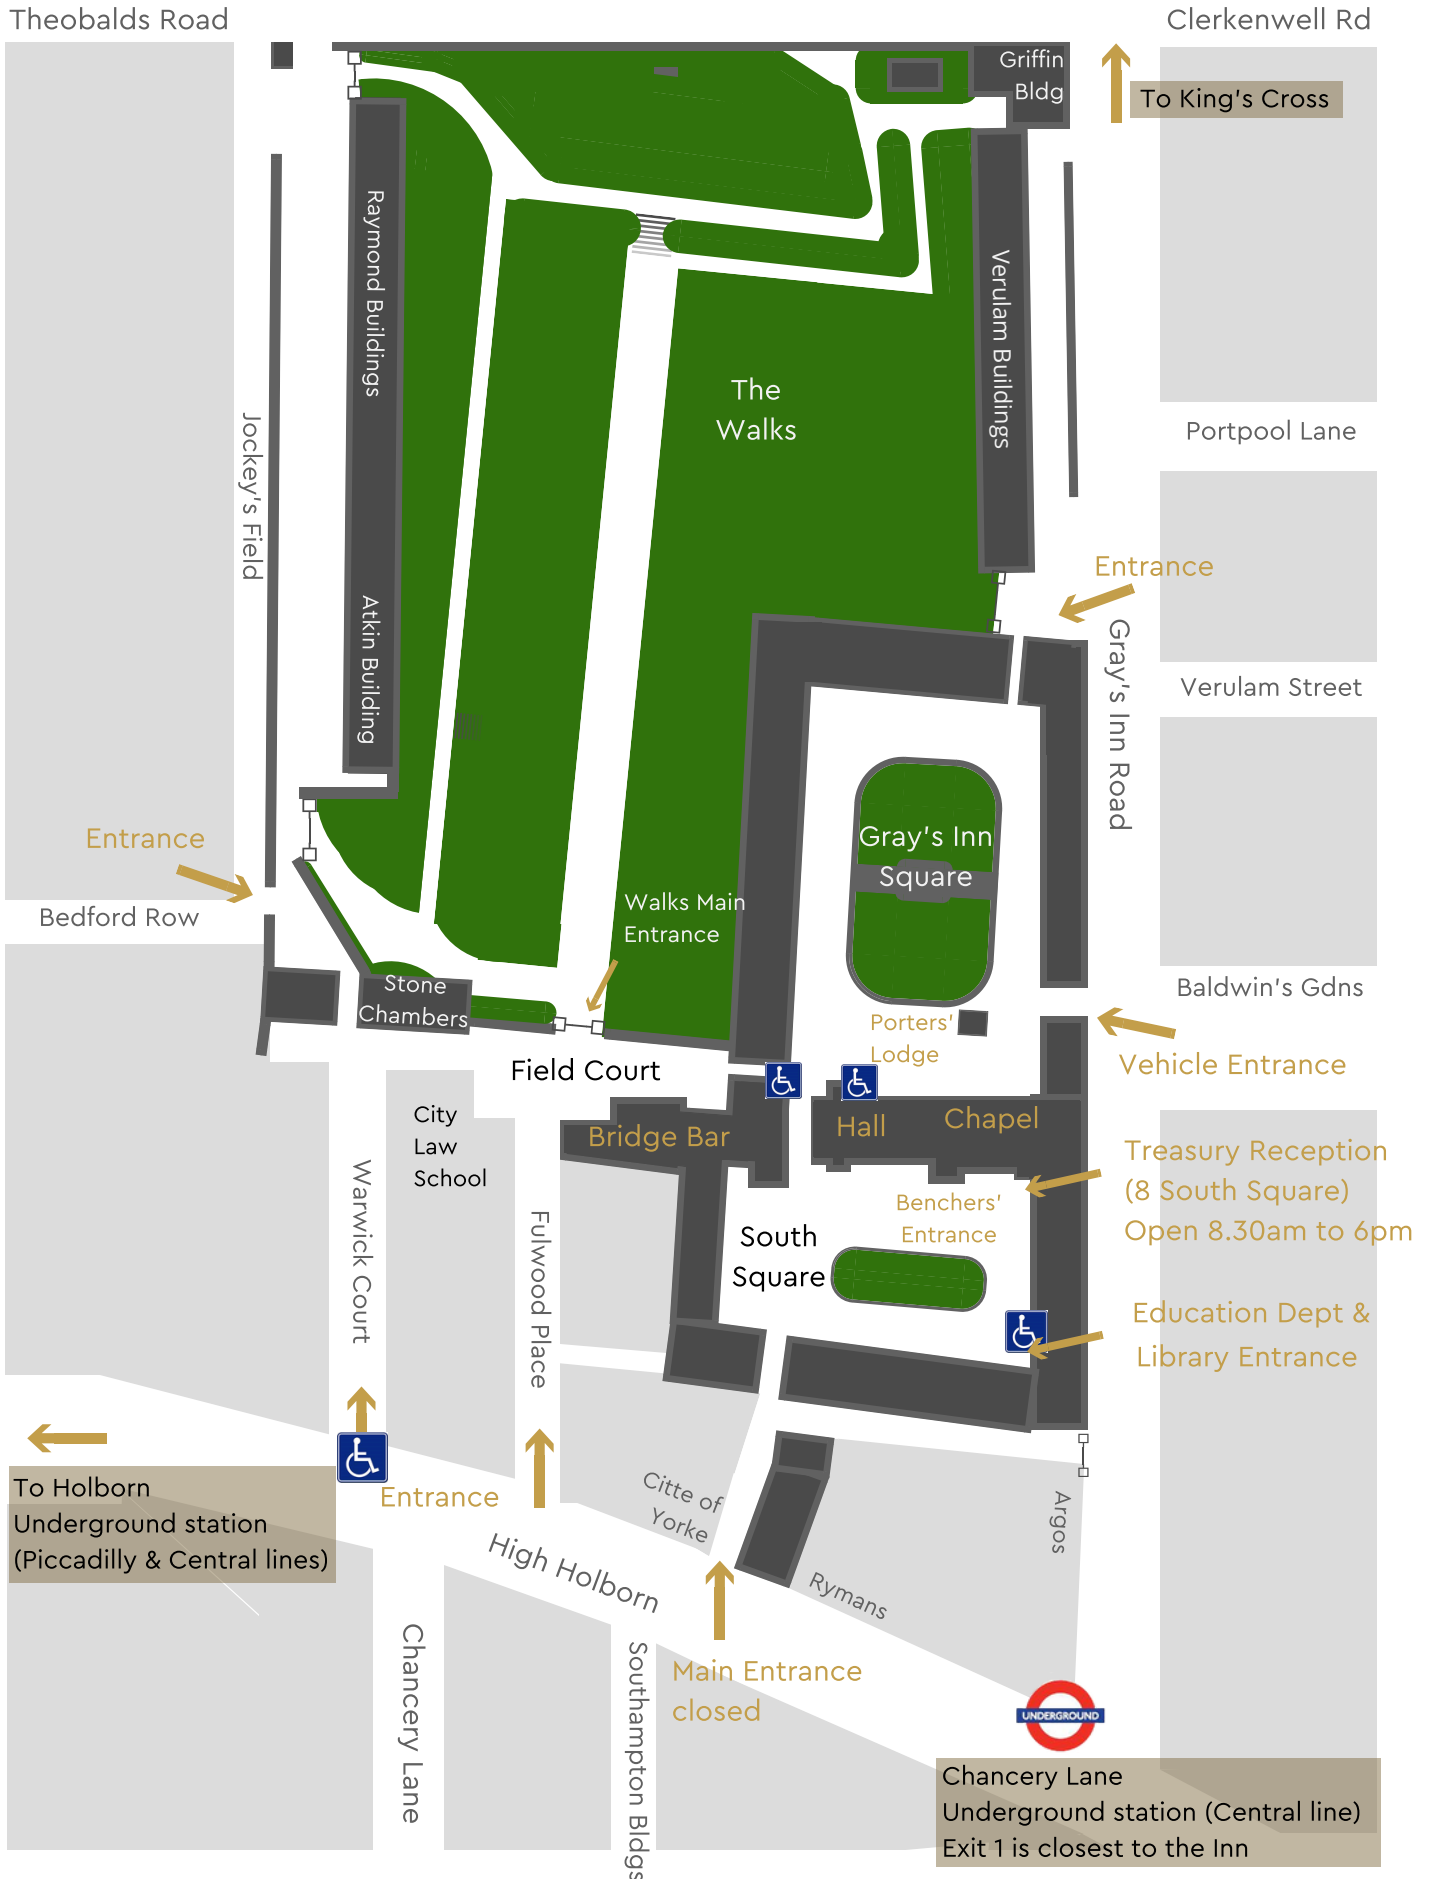 Theobalds Road
Clerkenwell Rd
Griffin
Bldg
To King's Cross
Raymond Buildings
Verulam Buildings
The
Walks
Jockey's Field
Portpool Lane
Entrance
Atkin Building
Gray's Inn Road
Verulam Street
Entrance
Gray's Inn
Square
Bedford Row
Walks Main
Entrance
Stone
Chambers
Baldwin's Gdns
Porters'
Lodge
Vehicle Entrance
Field Court
City
Law
School
Bridge Bar
Hall
Chapel
Treasury Reception
(8 South Square)
Open 8.30am to 6pm
Warwick Court
Fulwood Place
Benchers'
Entrance
South
Square
Education Dept &
Library Entrance
To Holborn
Underground station
(Piccadilly & Central lines)
Entrance
Citte of
Yorke
Argos
High Holborn
Rymans
Chancery Lane
Southampton Bldgs
Main Entrance
closed
UNDERGROUND
Chancery Lane
Underground station (Central line)
Exit 1 is closest to the Inn